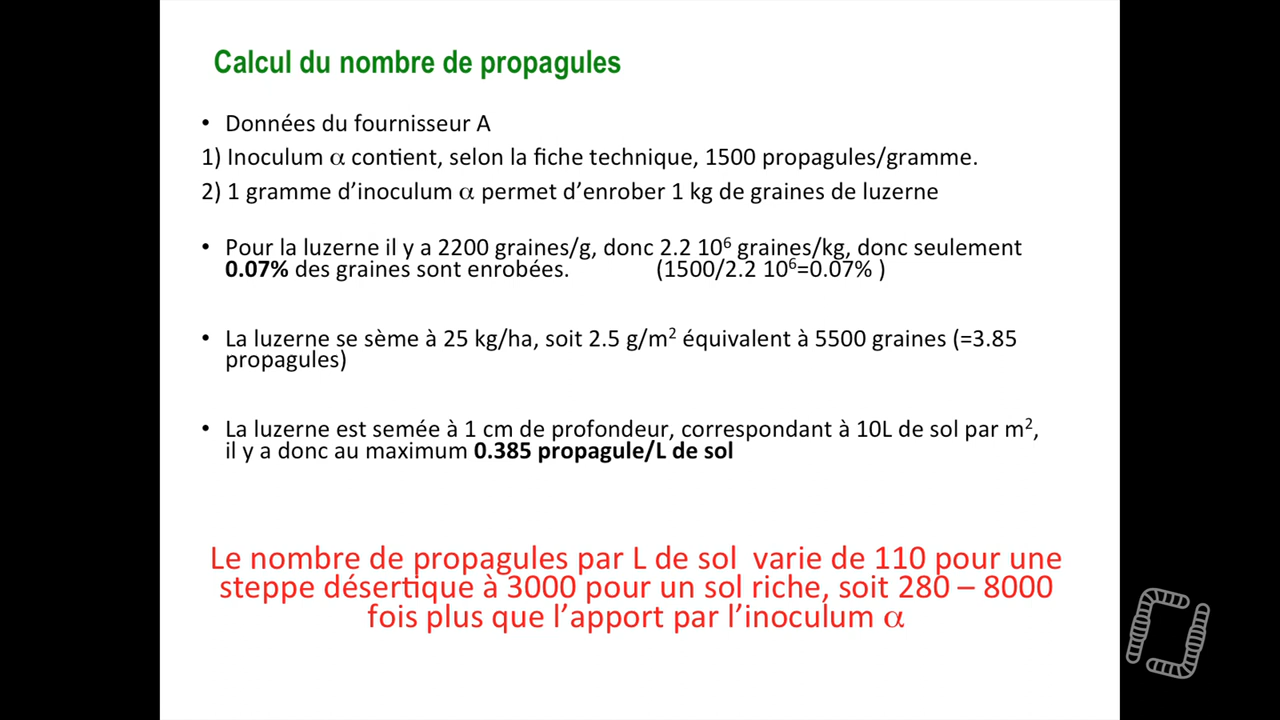 Calcul du nombre de propagules
• Données du fournisseur A
1) Inoculum α contient, selon la fiche technique, 1500 propagules/gramme.
2) 1 gramme d’inoculum α permet d’enrober 1 kg de graines de luzerne
• Pour la luzerne il y a 2200 graines/g, donc 2.2 10⁶ graines/kg, donc seulement
0.07% des graines sont enrobées. (1500/2.2 10⁶=0.07% )
• La luzerne se sème à 25 kg/ha, soit 2.5 g/m² équivalent à 5500 graines (=3.85
propagules)
• La luzerne est semée à 1 cm de profondeur, correspondant à 10L de sol par m²,
il y a donc au maximum 0.385 propagule/L de sol
Le nombre de propagules par L de sol varie de 110 pour une
steppe désertique à 3000 pour un sol riche, soit 280 – 8000
fois plus que l’apport par l’inoculum α